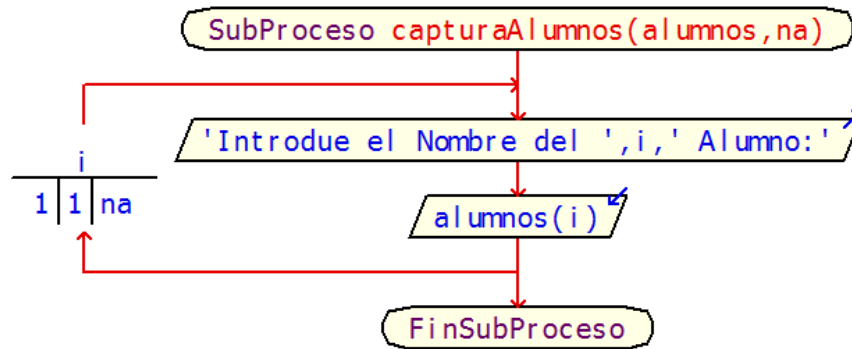 SubProceso capturaAlumnos(alumnos,na)
'Introdue el Nombre del ',i,' Alumno:'
i
1 1 na
alumnos(i)
FinSubProceso